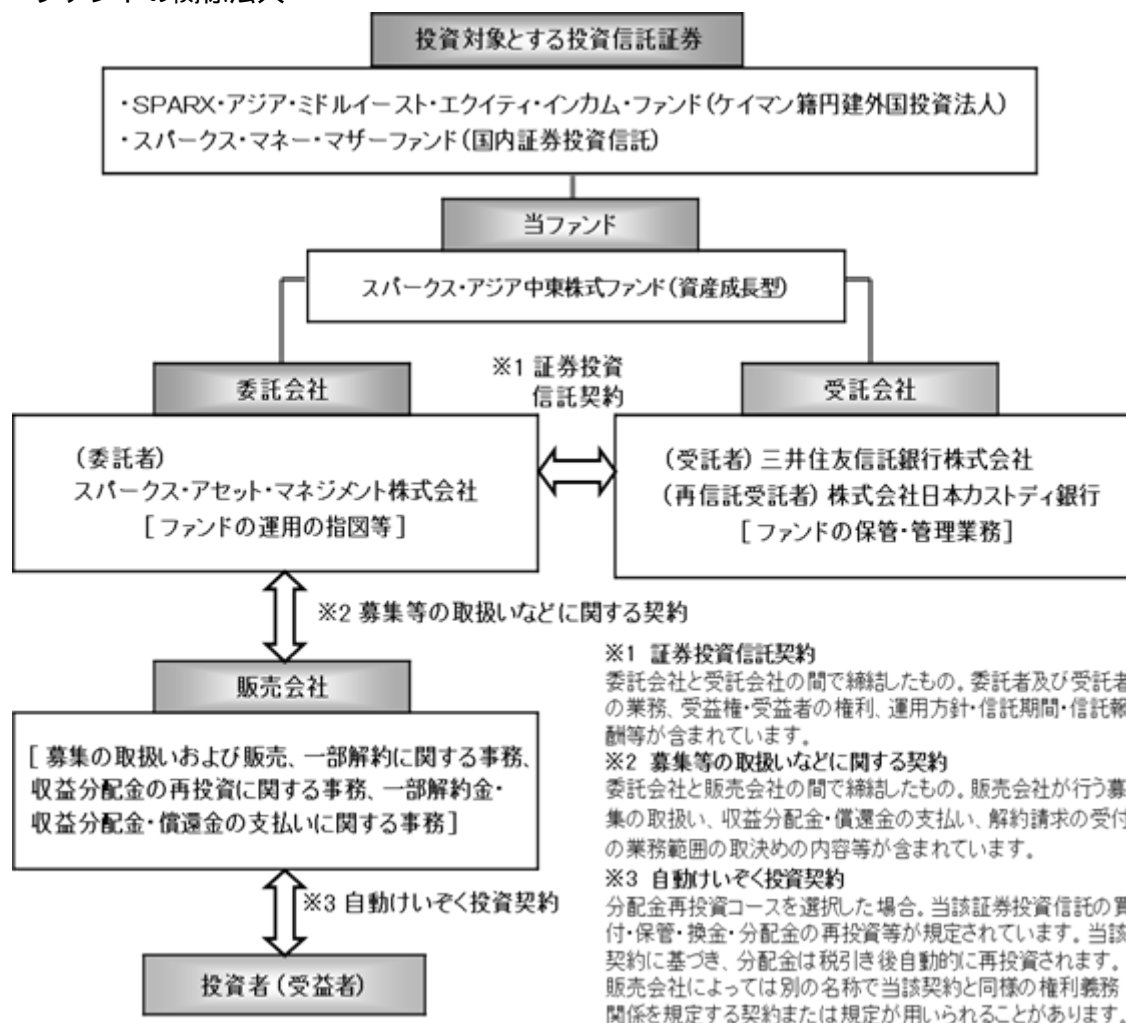 投資対象とする投資信託証券
・SPARX・アジア・ミドルイースト・エクイティ・インカム・ファンド(ケイマン籍円建外国投資法人)
・スパークス・マネー・マザーファンド(国内証券投資信託)
当ファンド
スパークス・アジア中東株式ファンド(資産成長型)
※1 証券投資
信託契約
委託会社
(委託者)
スパークス・アセット・マネジメント株式会社
[ファンドの運用の指図等]
受託会社
(受託者) 三井住友信託銀行株式会社
(再信託受託者) 株式会社日本カストディ銀行
[ファンドの保管・管理業務]
※2 募集等の取扱いなどに関する契約
販売会社
[ 募集の取扱いおよび販売、一部解約に関する事務、
収益分配金の再投資に関する事務、一部解約金・
収益分配金・償還金の支払いに関する事務]
※3 自動けいぞく投資契約
投資者(受益者)
※1 証券投資信託契約
委託会社と受託会社の間で締結したもの。委託者及び受託者
の業務、受益権・受益者の権利、運用方針・信託期間・信託報
酬等が含まれています。
※2 募集等の取扱いなどに関する契約
委託会社と販売会社の間で締結したもの。販売会社が行う募
集の取扱い、収益分配金・償還金の支払い、解約請求の受付
の業務範囲の取決めの内容等が含まれています。
※3 自動けいぞく投資契約
分配金再投資コースを選択した場合。当該証券投資信託の買
付・保管・換金・分配金の再投資等が規定されています。当該
契約に基づき、分配金は税引き後自動的に再投資されます。
販売会社によっては別の名称で当該契約と同様の権利義務
関係を規定する契約または規定が用いられることがあります。